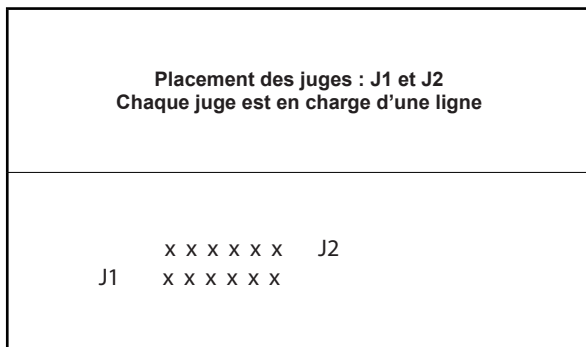 Placement des juges : J1 et J2
Chaque juge est en charge d’une ligne
x x x x x x J2
J1 x x x x x x